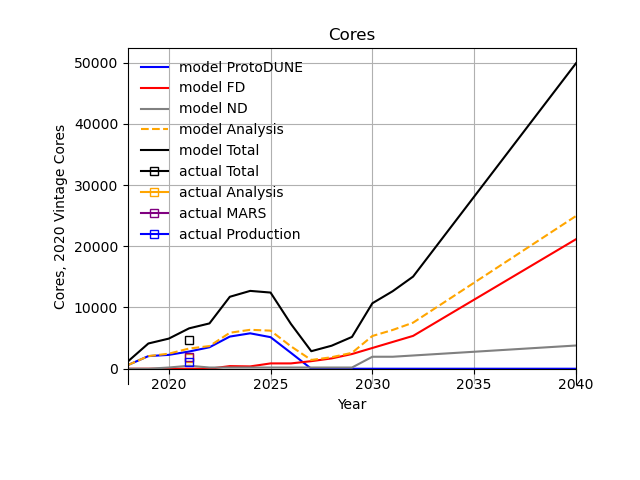 Cores
50000
40000
30000
20000
10000
0
Cores, 2020 Vintage Cores
model ProtoDUNE
model FD
model ND
model Analysis
model Total
actual Total
actual Analysis
actual MARS
actual Production
2020 2025 2030 2035 2040
Year